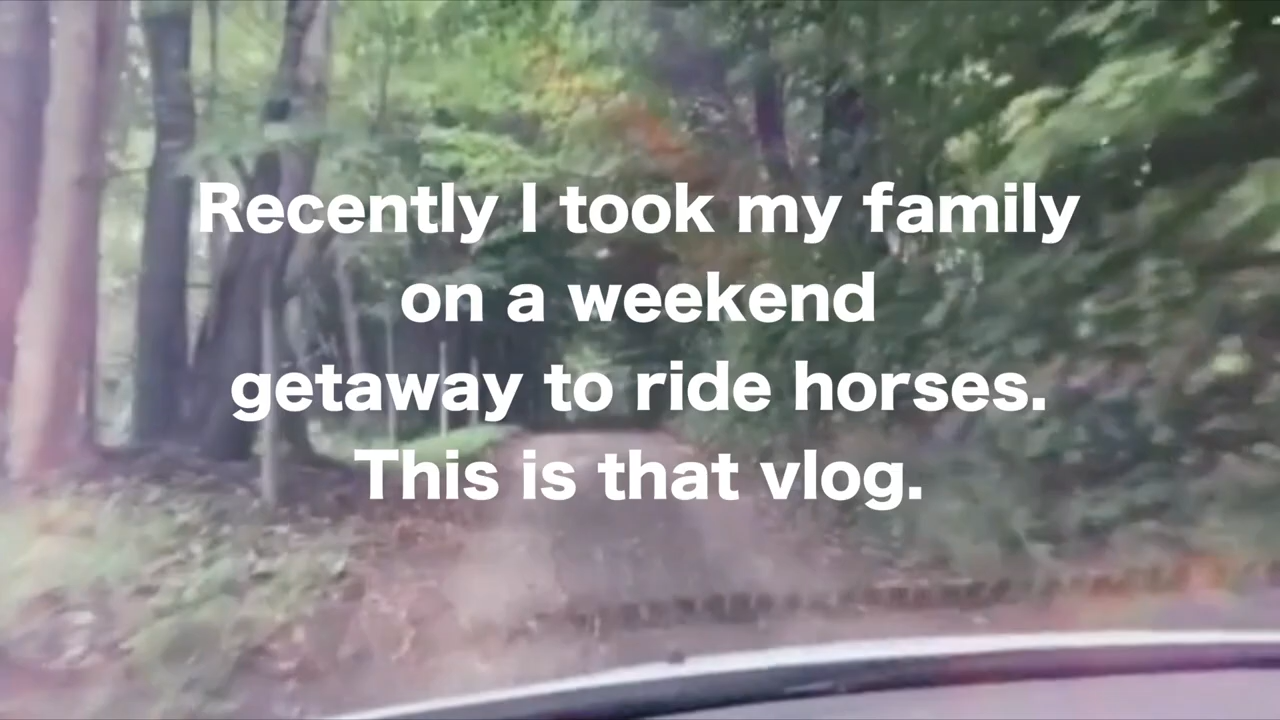 Recently I took my family
on a weekend
getaway to ride horses.
This is that vlog.